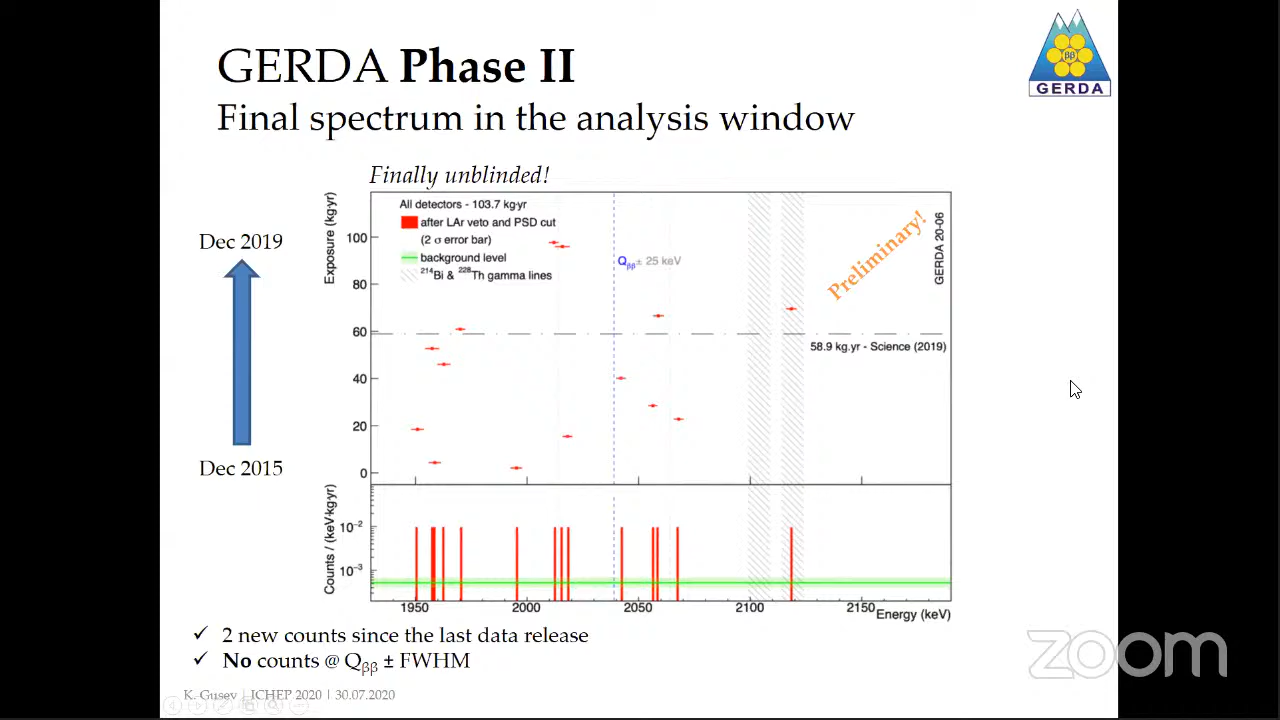 GERDA Phase II
Final spectrum in the analysis window
ββ
GERDA
Finally unblinded!
Dec 2019
Dec 2015
Exposure (kg·yr)
100
80
60
40
20
0
All detectors - 103.7 kg·yr
after LAr veto and PSD cut
(2 σ error bar)
background level
²¹⁴Bi & ²²⁸Th gamma lines
Qββ± 25 keV
Preliminary!
GERDA 20-06
58.9 kg.yr - Science (2019)
Counts / (keV·kg·yr)
10⁻²
10⁻³
1950 2000 2050 2100 2150
Energy (keV)
✓ 2 new counts since the last data release
✓ No counts @ Qββ ± FWHM
K. Gusev | ICHEP 2020 | 30.07.2020
zoom